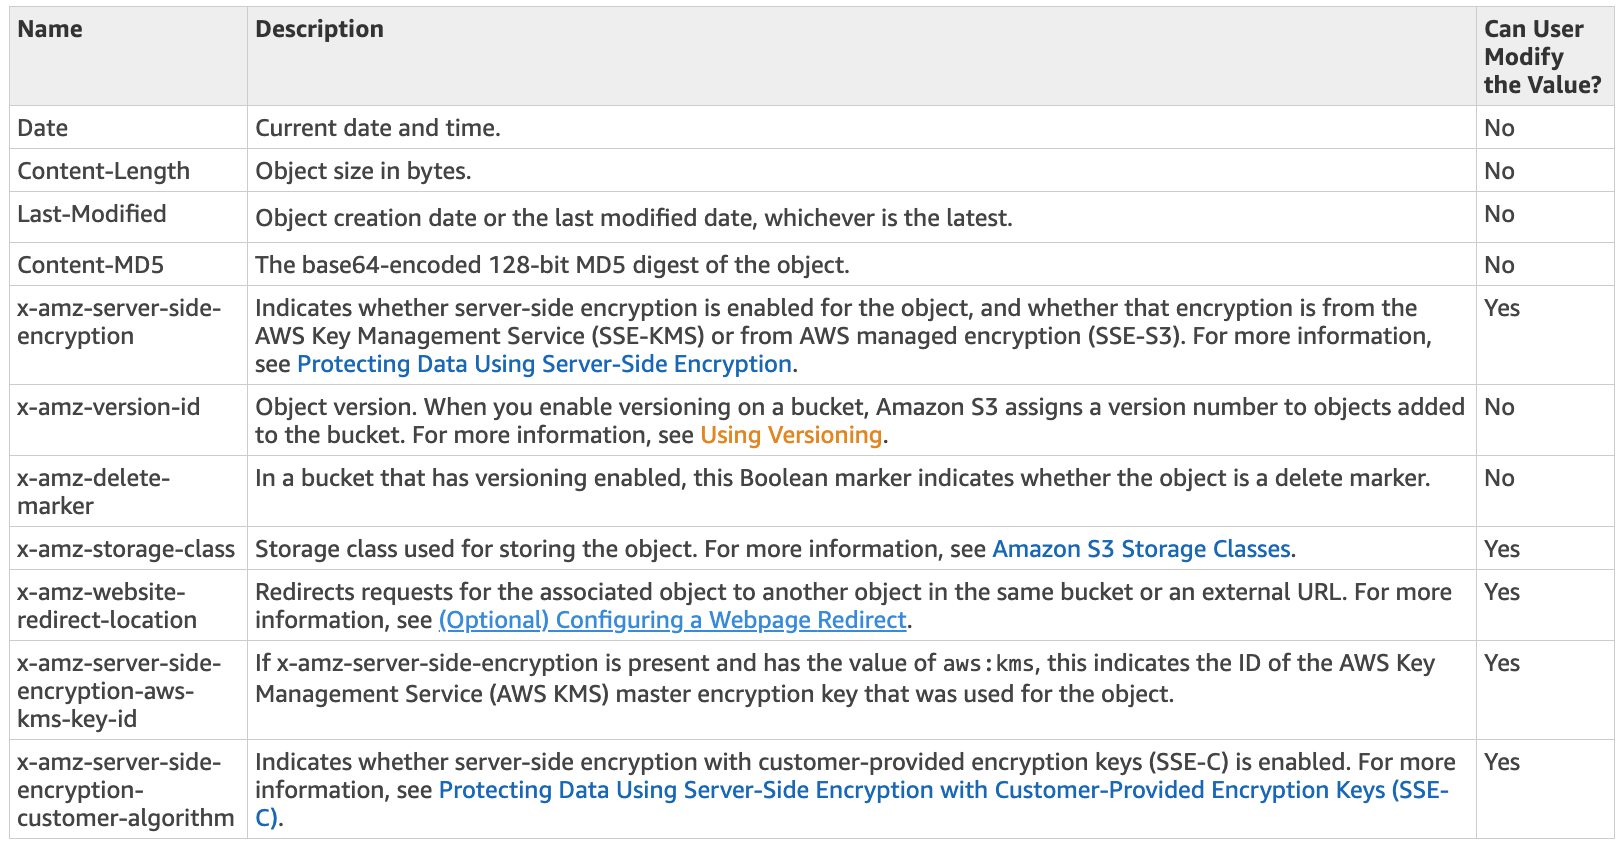 Name Description Can User
Modify
the Value?
Date Current date and time. No
Content-Length Object size in bytes. No
Last-Modified Object creation date or the last modified date, whichever is the latest. No
Content-MD5 The base64-encoded 128-bit MD5 digest of the object. No
x-amz-server-side-
encryption
Indicates whether server-side encryption is enabled for the object, and whether that encryption is from the
AWS Key Management Service (SSE-KMS) or from AWS managed encryption (SSE-S3). For more information,
see Protecting Data Using Server-Side Encryption.
Yes
x-amz-version-id
Object version. When you enable versioning on a bucket, Amazon S3 assigns a version number to objects added
to the bucket. For more information, see Using Versioning.
No
x-amz-delete-
marker
In a bucket that has versioning enabled, this Boolean marker indicates whether the object is a delete marker.
No
x-amz-storage-class Storage class used for storing the object. For more information, see Amazon S3 Storage Classes. Yes
x-amz-website-
redirect-location
Redirects requests for the associated object to another object in the same bucket or an external URL. For more
information, see (Optional) Configuring a Webpage Redirect.
Yes
x-amz-server-side-
encryption-aws-
kms-key-id
If x-amz-server-side-encryption is present and has the value of aws:kms, this indicates the ID of the AWS Key
Management Service (AWS KMS) master encryption key that was used for the object.
Yes
x-amz-server-side-
encryption-
customer-algorithm
Indicates whether server-side encryption with customer-provided encryption keys (SSE-C) is enabled. For more
information, see Protecting Data Using Server-Side Encryption with Customer-Provided Encryption Keys (SSE-
C).
Yes